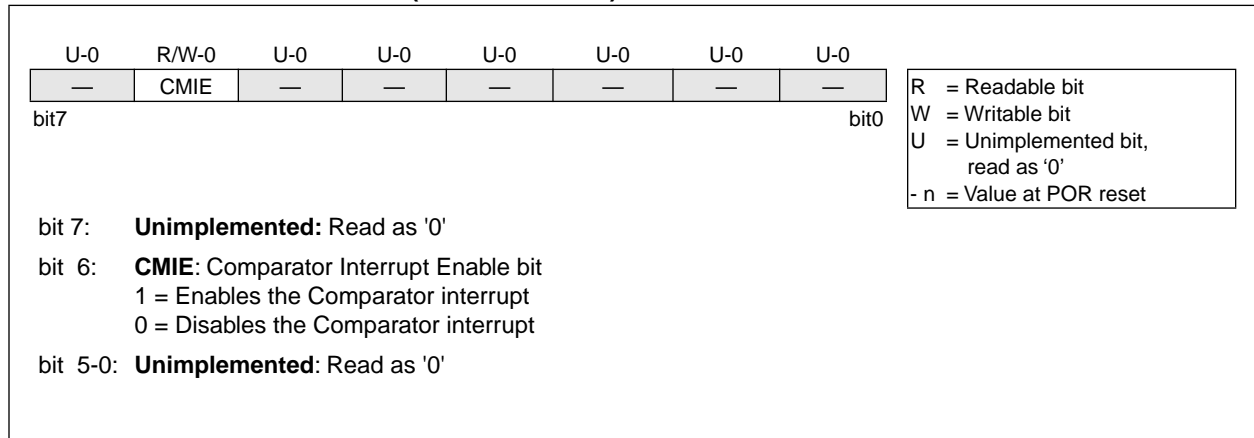 U-0 R/W-0 U-0 U-0 U-0 U-0 U-0 U-0
— CMIE — — — — — —
bit7 bit0
R = Readable bit
W = Writable bit
U = Unimplemented bit,
read as ‘0’
- n = Value at POR reset
bit 7: Unimplemented: Read as '0'
bit 6: CMIE: Comparator Interrupt Enable bit
1 = Enables the Comparator interrupt
0 = Disables the Comparator interrupt
bit 5-0: Unimplemented: Read as '0'